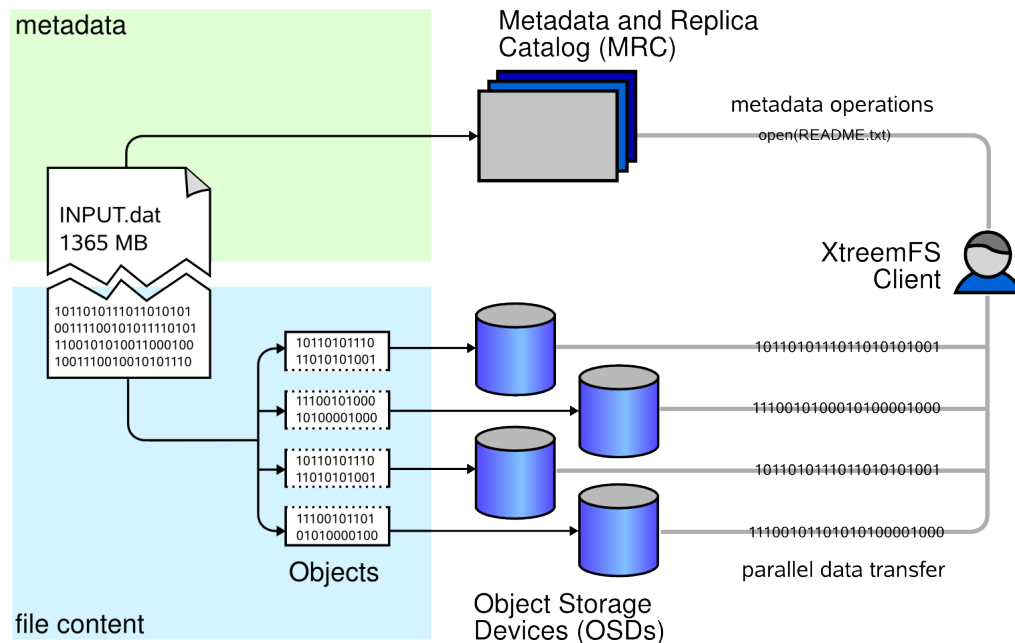 metadata
Metadata and Replica
Catalog (MRC)
metadata operations
open(README.txt)
INPUT.dat
1365 MB
XtreemFS
Client
1011010111011010101
00111100101011110101
1100101010011000100
1001110010010101110
10110101110
11010101001
1011010111011010101001
11100101000
10100001000
1110010100010100001000
10110101110
11010101001
1011010111011010101001
11100101101
01010000100
11100101101010100001000
Objects
parallel data transfer
Object Storage
Devices (OSDs)
file content